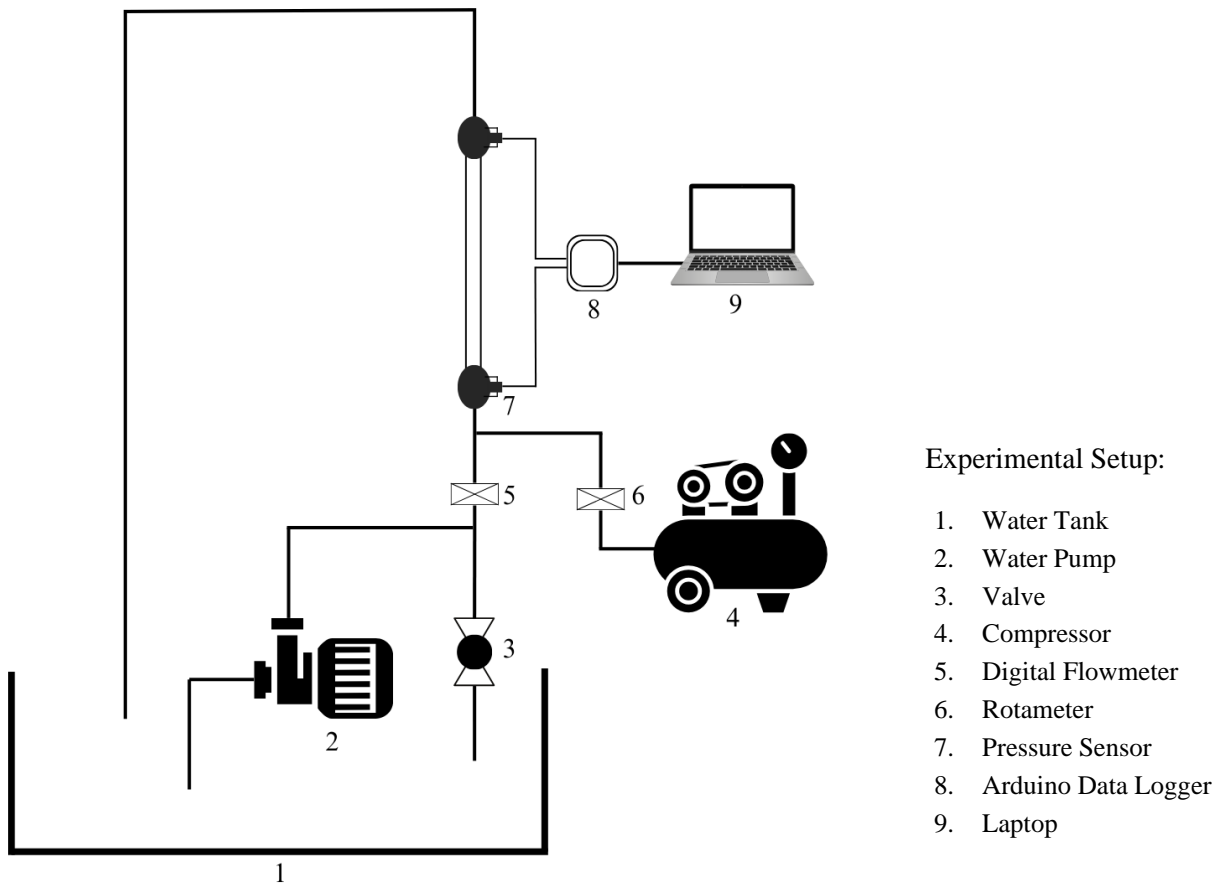 8
9
7
5
6
4
3
2
1
Experimental Setup:
1. Water Tank
2. Water Pump
3. Valve
4. Compressor
5. Digital Flowmeter
6. Rotameter
7. Pressure Sensor
8. Arduino Data Logger
9. Laptop